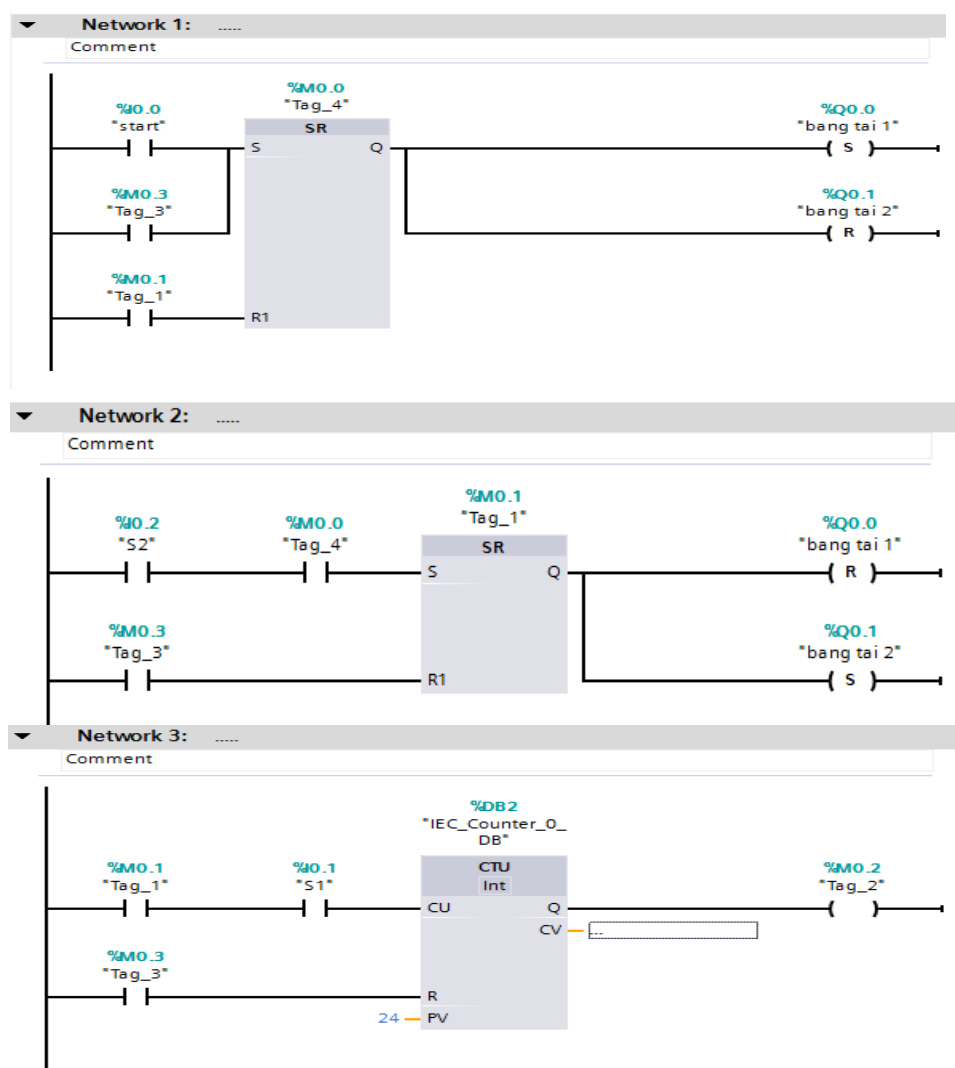 Network 1: .....
Comment
%M0.0
"Tag_4"
%I0.0
"start"
SR
%Q0.0
"bang tai 1"
S
Q
S
%M0.3
"Tag_3"
%Q0.1
"bang tai 2"
R
%M0.1
"Tag_1"
R1
Network 2: .....
Comment
%M0.1
"Tag_1"
%I0.2
"S2"
%M0.0
"Tag_4"
SR
%Q0.0
"bang tai 1"
S
Q
R
%M0.3
"Tag_3"
%Q0.1
"bang tai 2"
R1
S
Network 3: .....
Comment
%DB2
"IEC_Counter_0_
DB"
%M0.1
"Tag_1"
%I0.1
"S1"
CTU
Int
%M0.2
"Tag_2"
CU
Q
CV
...
%M0.3
"Tag_3"
R
24
PV